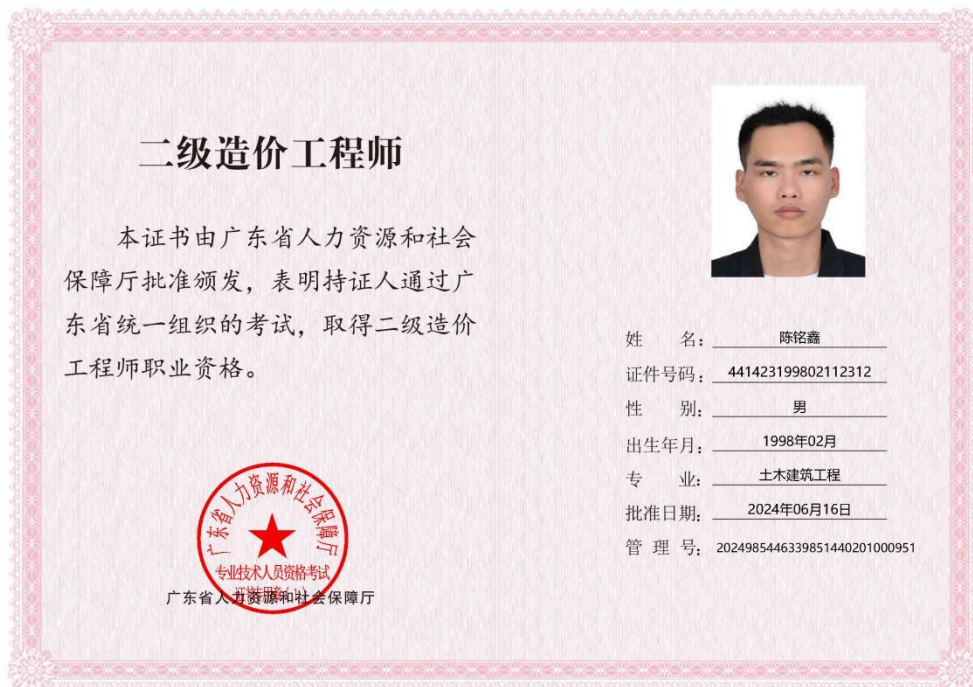 二级造价工程师
本证书由广东省人力资源和社会
保障厅批准颁发，表明持证人通过广
东省统一组织的考试，取得二级造价
工程师职业资格。
广东省人力资源和社会保障厅
专业技术人员资格考试
广东省人力资源和社会保障厅
姓 名：陈铭鑫
证件号码：441423199802112312
性 别：男
出生年月：1998年02月
专 业：土木建筑工程
批准日期：2024年06月16日
管 理 号：2024985446339851440201000951